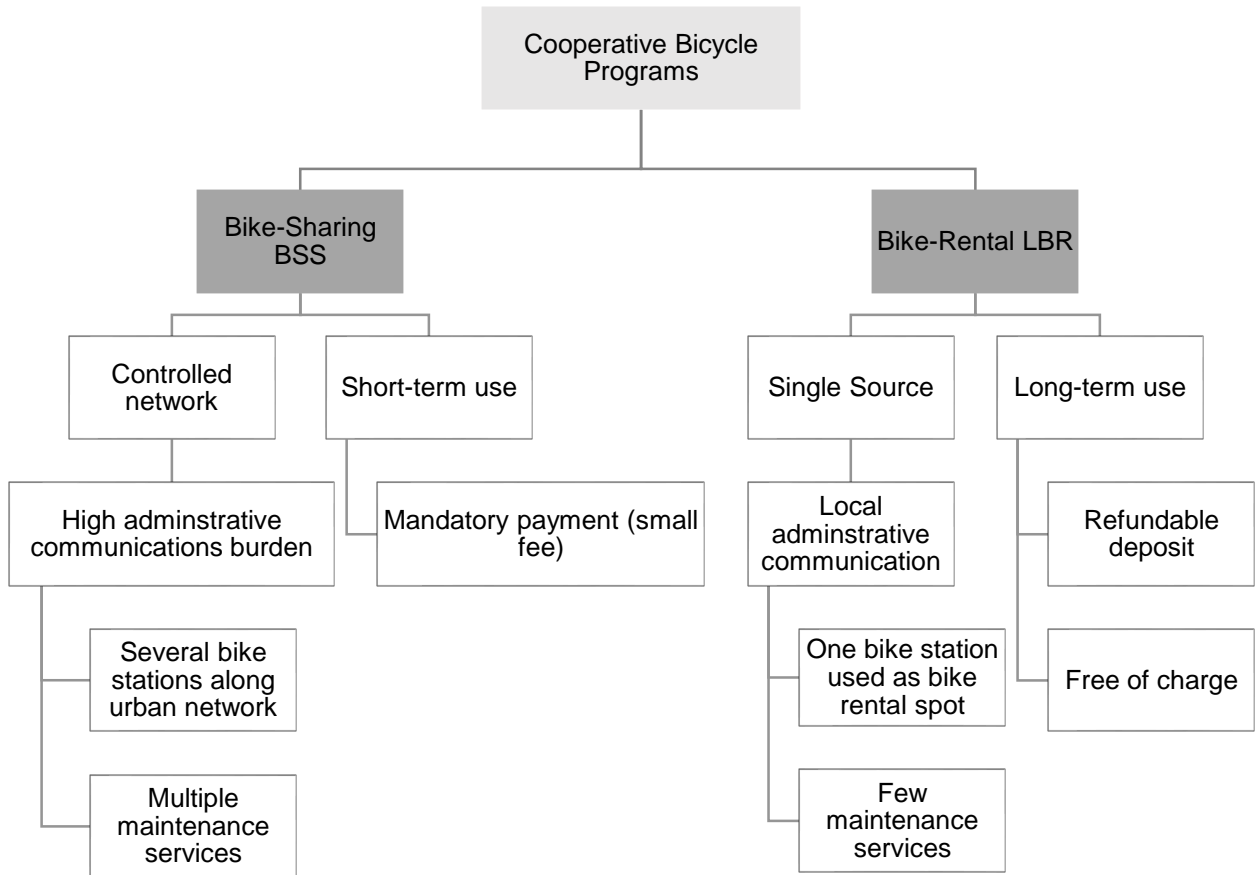 Cooperative Bicycle
Programs
Bike-Sharing
BSS
Bike-Rental LBR
Controlled
network
Short-term use
Single Source
Long-term use
High adminstrative
communications burden
Mandatory payment (small
fee)
Local
adminstrative
communication
Refundable
deposit
Several bike
stations along
urban network
One bike station
used as bike
rental spot
Free of charge
Multiple
maintenance
services
Few
maintenance
services